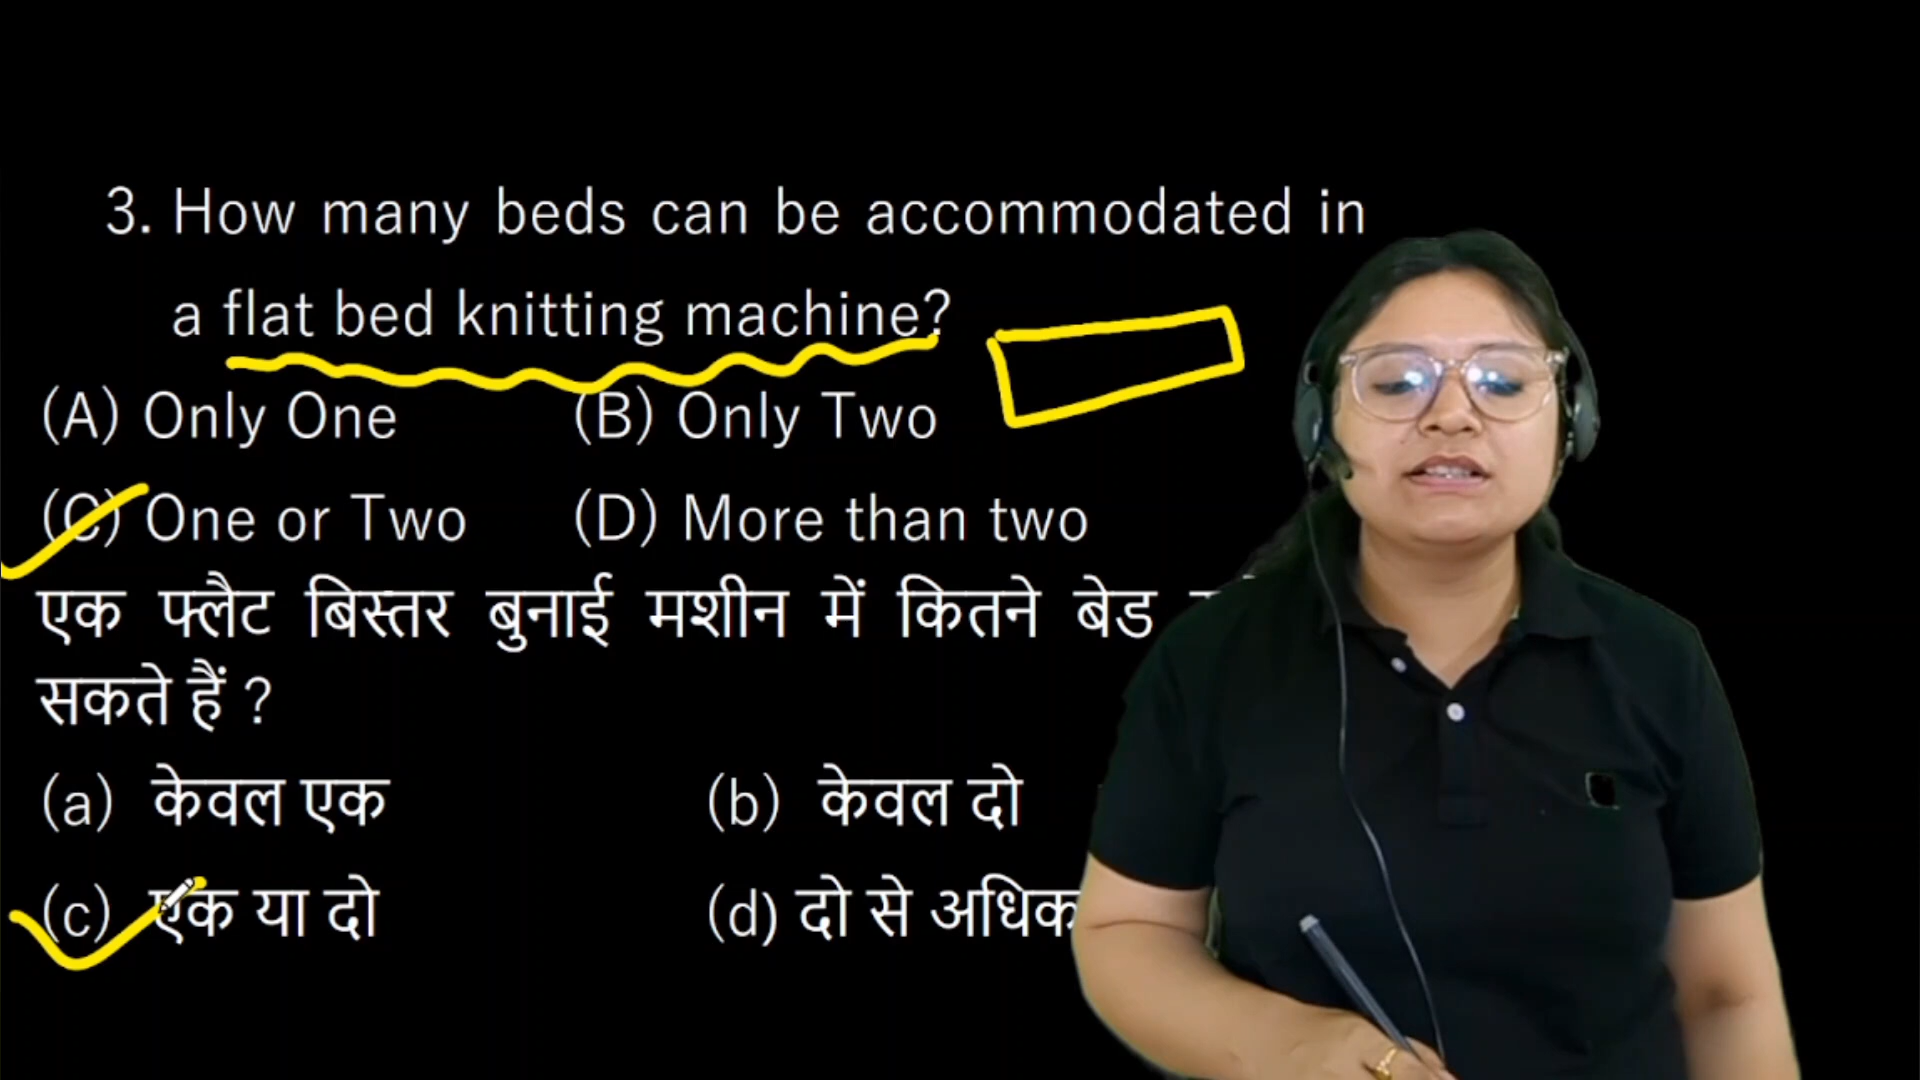 3. How many beds can be accommodated in
a flat bed knitting machine?
(A) Only One (B) Only Two
(C) One or Two (D) More than two
एक फ्लैट बिस्तर बुनाई मशीन में कितने बेड
सकते हैं ?
(a) केवल एक (b) केवल दो
(c) एक या दो (d) दो से अधिक